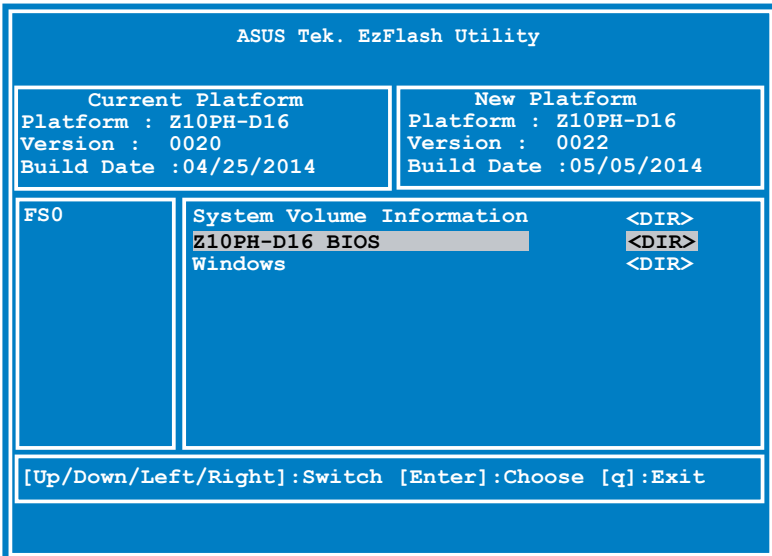 ASUS Tek. EzFlash Utility
Current Platform
Platform : Z10PH-D16
Version : 0020
Build Date :04/25/2014
New Platform
Platform : Z10PH-D16
Version : 0022
Build Date :05/05/2014
FS0
System Volume Information <DIR>
Z10PH-D16 BIOS <DIR>
Windows <DIR>
[Up/Down/Left/Right]:Switch [Enter]:Choose [q]:Exit